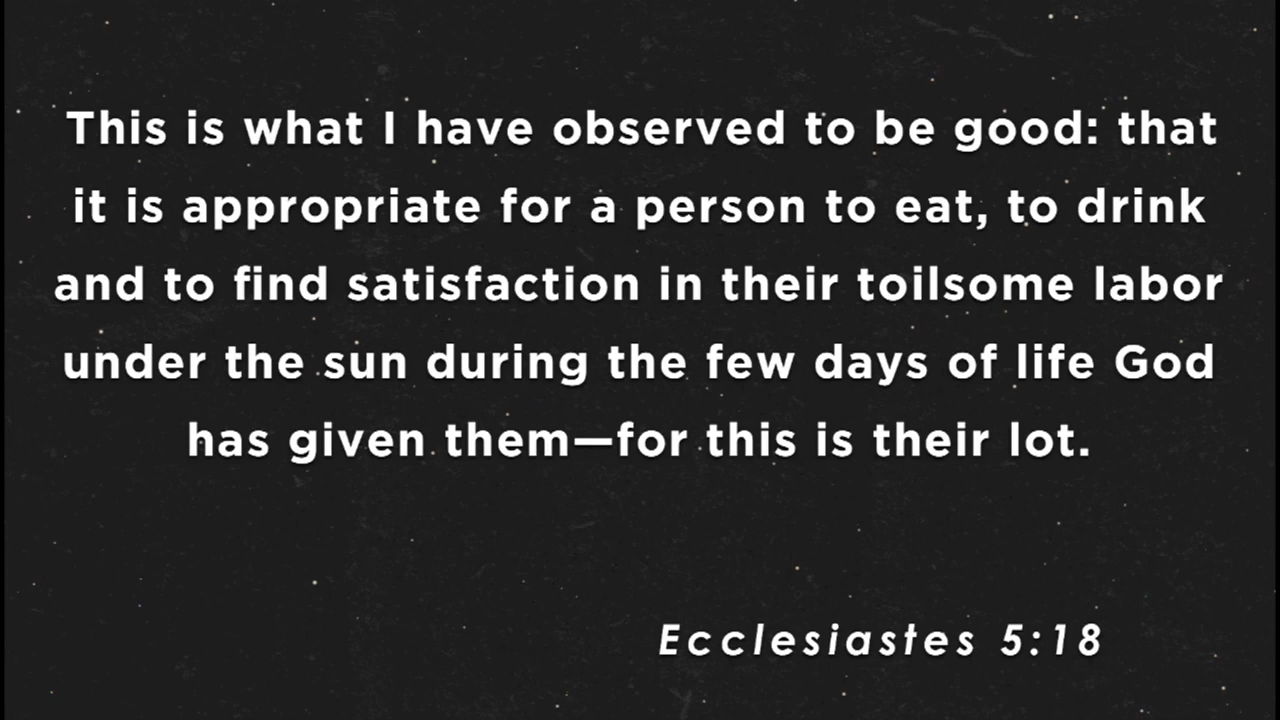 This is what I have observed to be good: that
it is appropriate for a person to eat, to drink
and to find satisfaction in their toilsome labor
under the sun during the few days of life God
has given them—for this is their lot.
Ecclesiastes 5:18